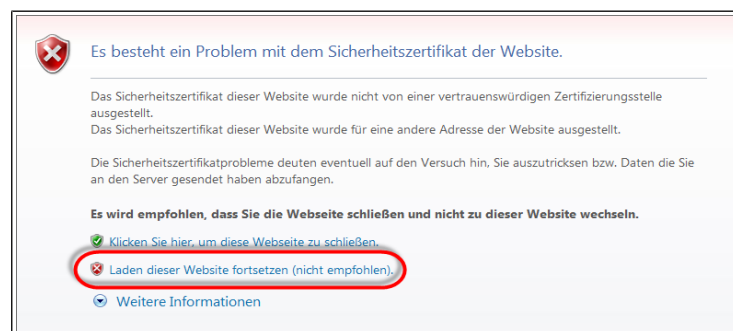 Es besteht ein Problem mit dem Sicherheitszertifikat der Website.
Das Sicherheitszertifikat dieser Website wurde nicht von einer vertrauenswürdigen Zertifizierungsstelle
ausgestellt.
Das Sicherheitszertifikat dieser Website wurde für eine andere Adresse der Website ausgestellt.
Die Sicherheitszertifikatprobleme deuten eventuell auf den Versuch hin, Sie auszutricksen bzw. Daten die Sie
an den Server gesendet haben abzufangen.
Es wird empfohlen, dass Sie die Webseite schließen und nicht zu dieser Website wechseln.
Klicken Sie hier, um diese Webseite zu schließen.
Laden dieser Website fortsetzen (nicht empfohlen).
Weitere Informationen